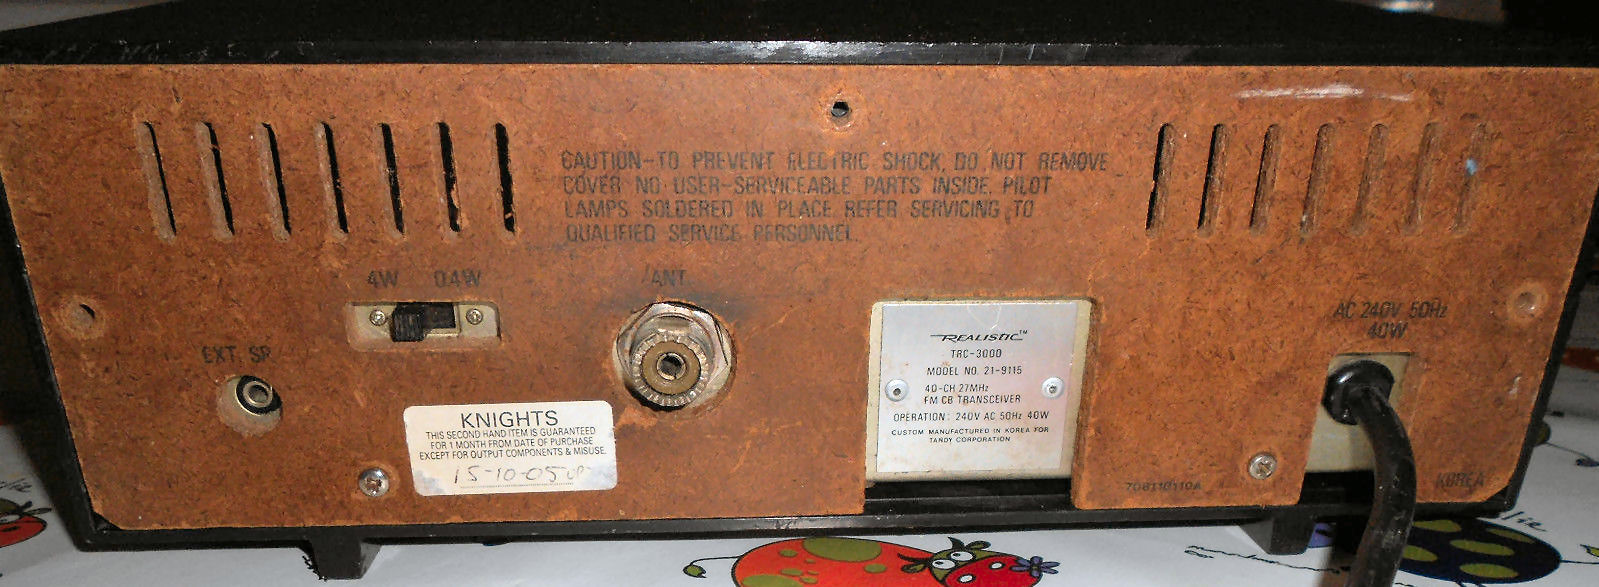 CAUTION-TO PREVENT ELECTRIC SHOCK, DO NOT REMOVE
COVER NO USER-SERVICEABLE PARTS INSIDE. PILOT
LAMPS SOLDERED IN PLACE. REFER SERVICING TO
QUALIFIED SERVICE PERSONNEL.
4W 0.4W
ANT.
EXT. SP.
AC 240V 50Hz
40W
REALISTIC™
TRC-3000
MODEL NO. 21-9115
40-CH 27MHz
FM CB TRANSCEIVER
OPERATION: 240V AC 50Hz 40W
CUSTOM MANUFACTURED IN KOREA FOR
TANDY CORPORATION
KNIGHTS
THIS SECOND HAND ITEM IS GUARANTEED
FOR 1 MONTH FROM DATE OF PURCHASE
EXCEPT FOR OUTPUT COMPONENTS & MISUSE.
15-10-05
KOREA